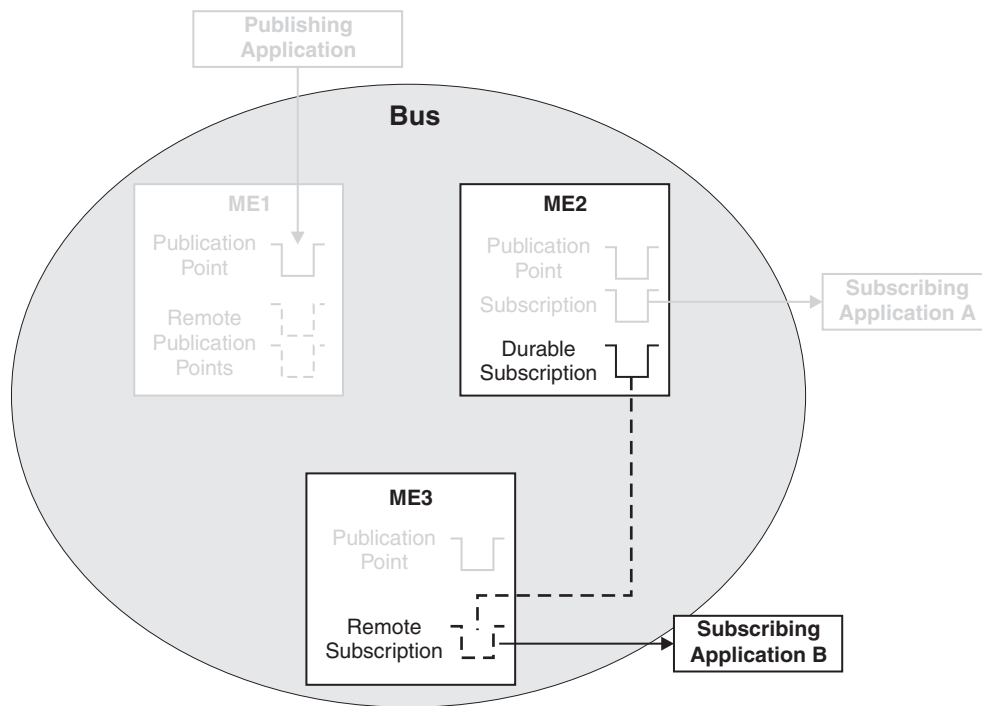 Publishing
Application
Bus
ME1
Publication
Point
Remote
Publication
Points
ME2
Publication
Point
Subscription
Durable
Subscription
Subscribing
Application A
ME3
Publication
Point
Remote
Subscription
Subscribing
Application B